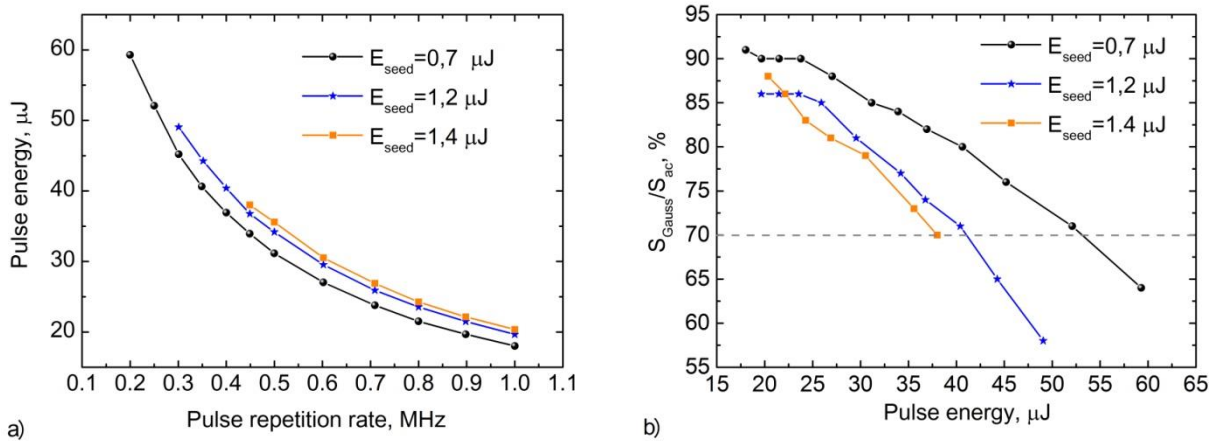 60
50
40
30
20
0.1 0.2 0.3 0.4 0.5 0.6 0.7 0.8 0.9 1.0 1.1
Pulse energy, μJ
Pulse repetition rate, MHz
E_seed=0,7 μJ
E_seed=1,2 μJ
E_seed=1,4 μJ
a)
95
90
85
80
75
70
65
60
55
15 20 25 30 35 40 45 50 55 60 65
S_Gauss/S_ac, %
Pulse energy, μJ
E_seed=0,7 μJ
E_seed=1,2 μJ
E_seed=1.4 μJ
b)